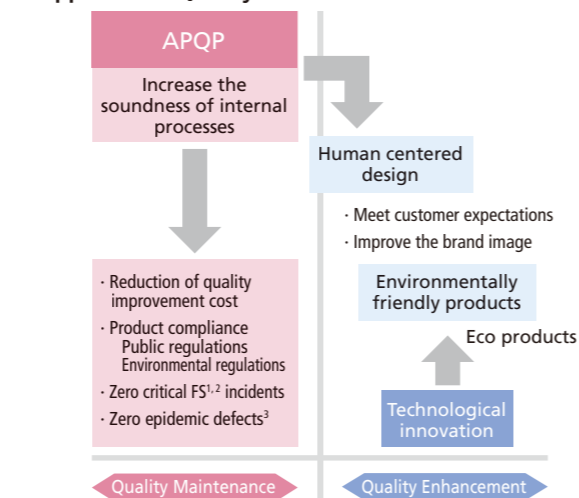 APQP
Increase the
soundness of internal
processes
Human centered
design
· Meet customer expectations
· Improve the brand image
· Reduction of quality
improvement cost
· Product compliance
Public regulations
Environmental regulations
· Zero critical FS1, 2 incidents
· Zero epidemic defects3
Environmentally
friendly products
Eco products
Technological
innovation
Quality Maintenance
Quality Enhancement